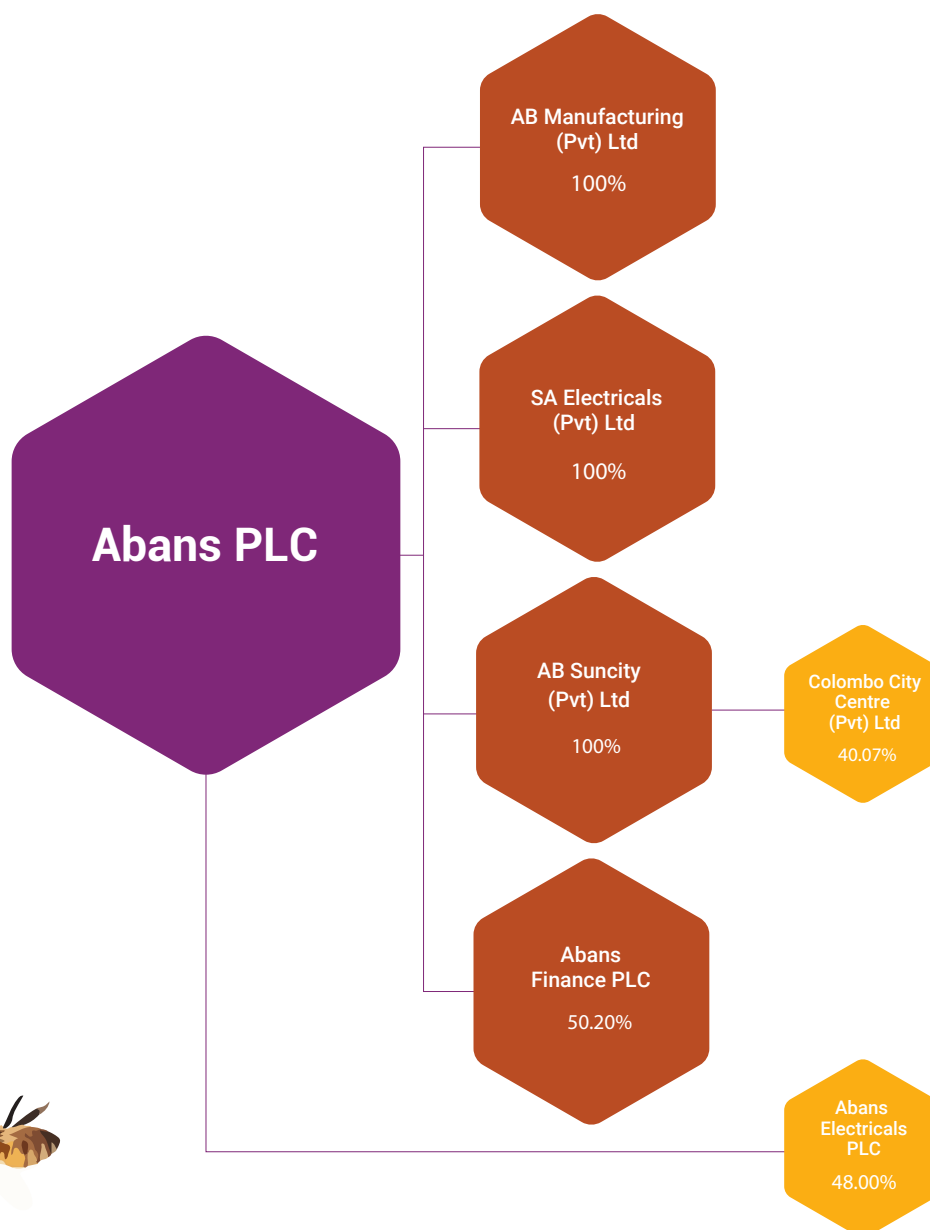 AB Manufacturing
(Pvt) Ltd
100%
SA Electricals
(Pvt) Ltd
100%
Abans PLC
AB Suncity
(Pvt) Ltd
100%
Colombo City
Centre
(Pvt) Ltd
40.07%
Abans
Finance PLC
50.20%
Abans
Electricals
PLC
48.00%